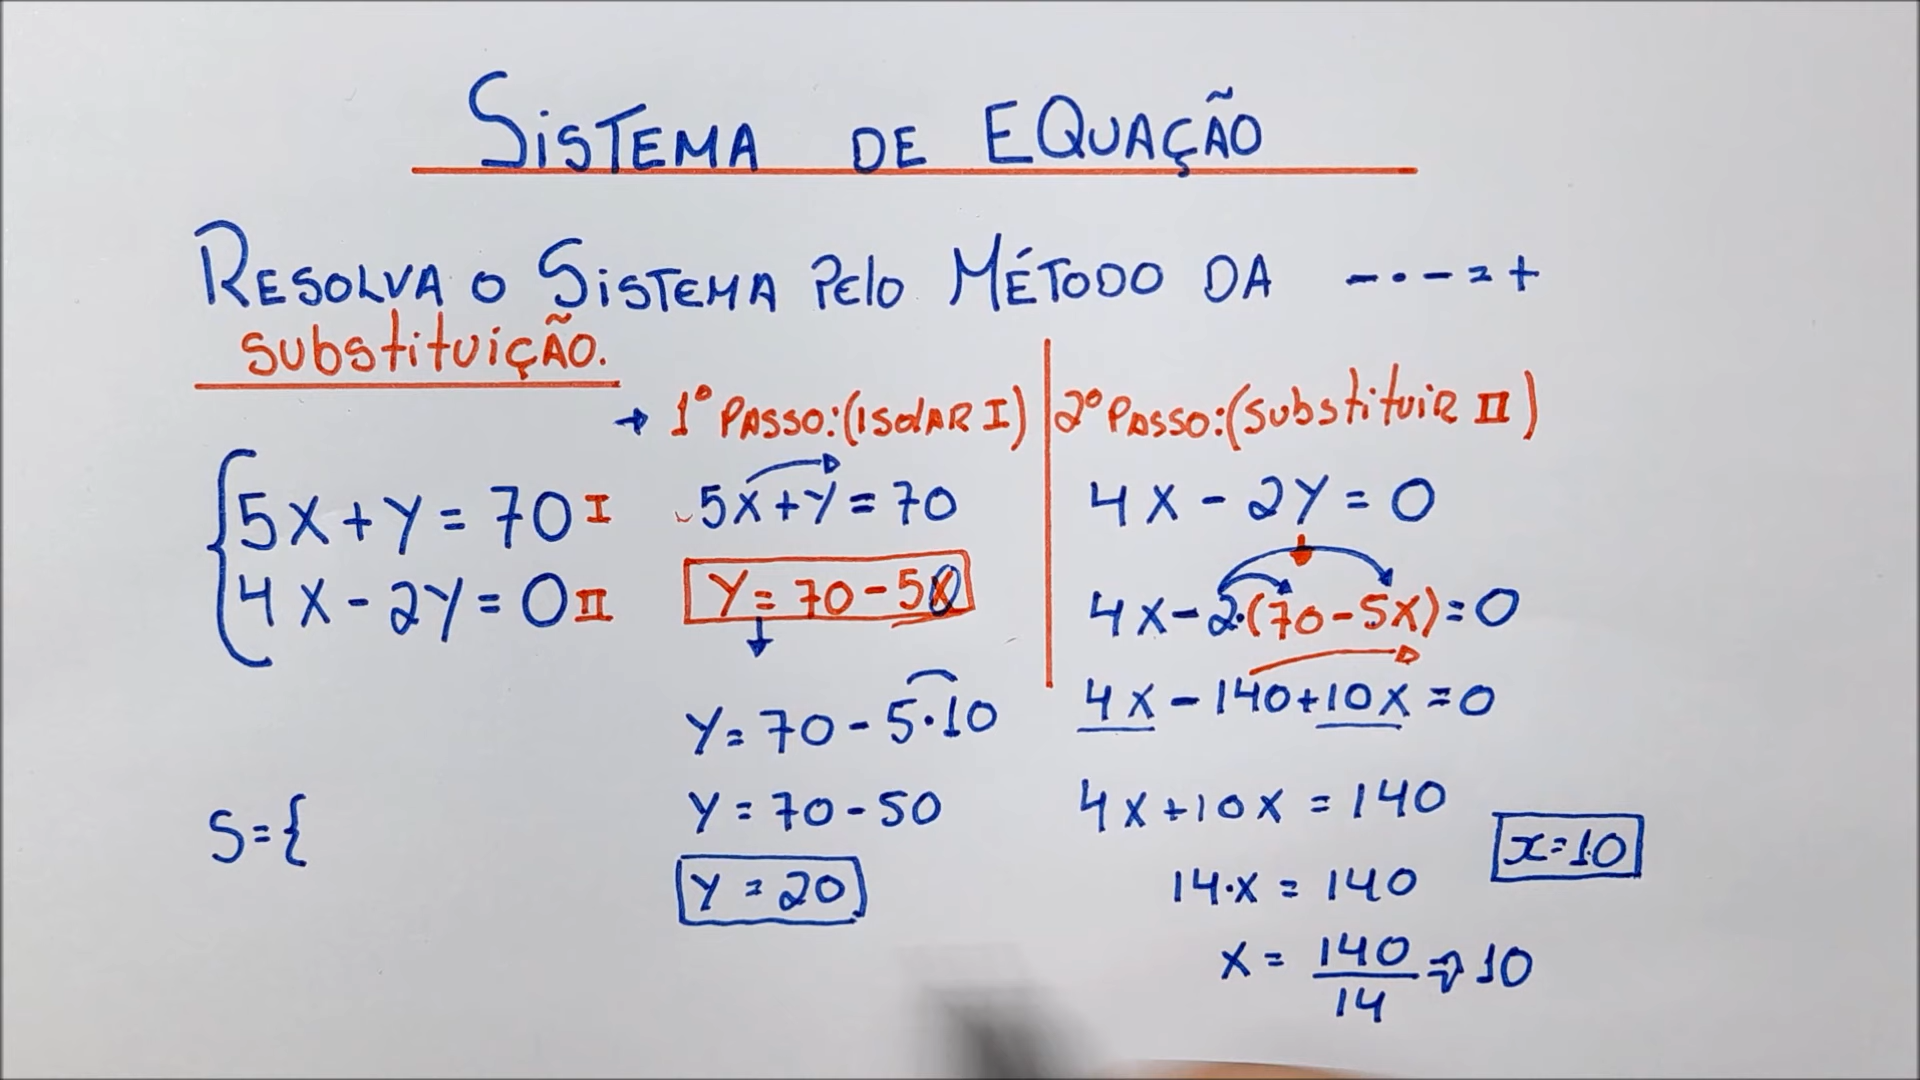 SiSTEMA DE EQUAÇÃO
RESOLVA O SiSTEMA PElO MÉTODO DA - · - = +
substituição.
→ 1º PASSO:(ISOLAR I)
2º PASSO:(Substituir II)
5X+Y=70 I
4X-2Y=0 II
5X+Y=70
Y=70-5X
Y=70-5·10
Y=70-50
Y=20
4X-2Y=0
4X-2·(70-5X)=0
4X-140+10X=0
4X+10X=140
14·X=140
X=140/14 ⇒ 10
x=10
S={